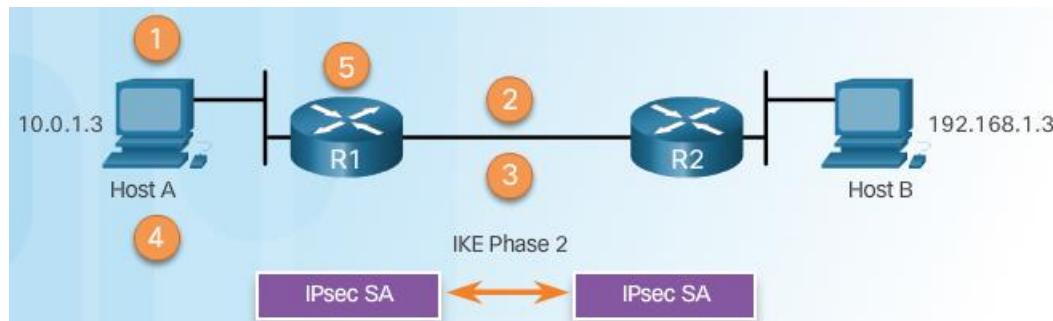 1
5
2
10.0.1.3
R1
R2
192.168.1.3
Host A
3
Host B
4
IKE Phase 2
IPsec SA
IPsec SA